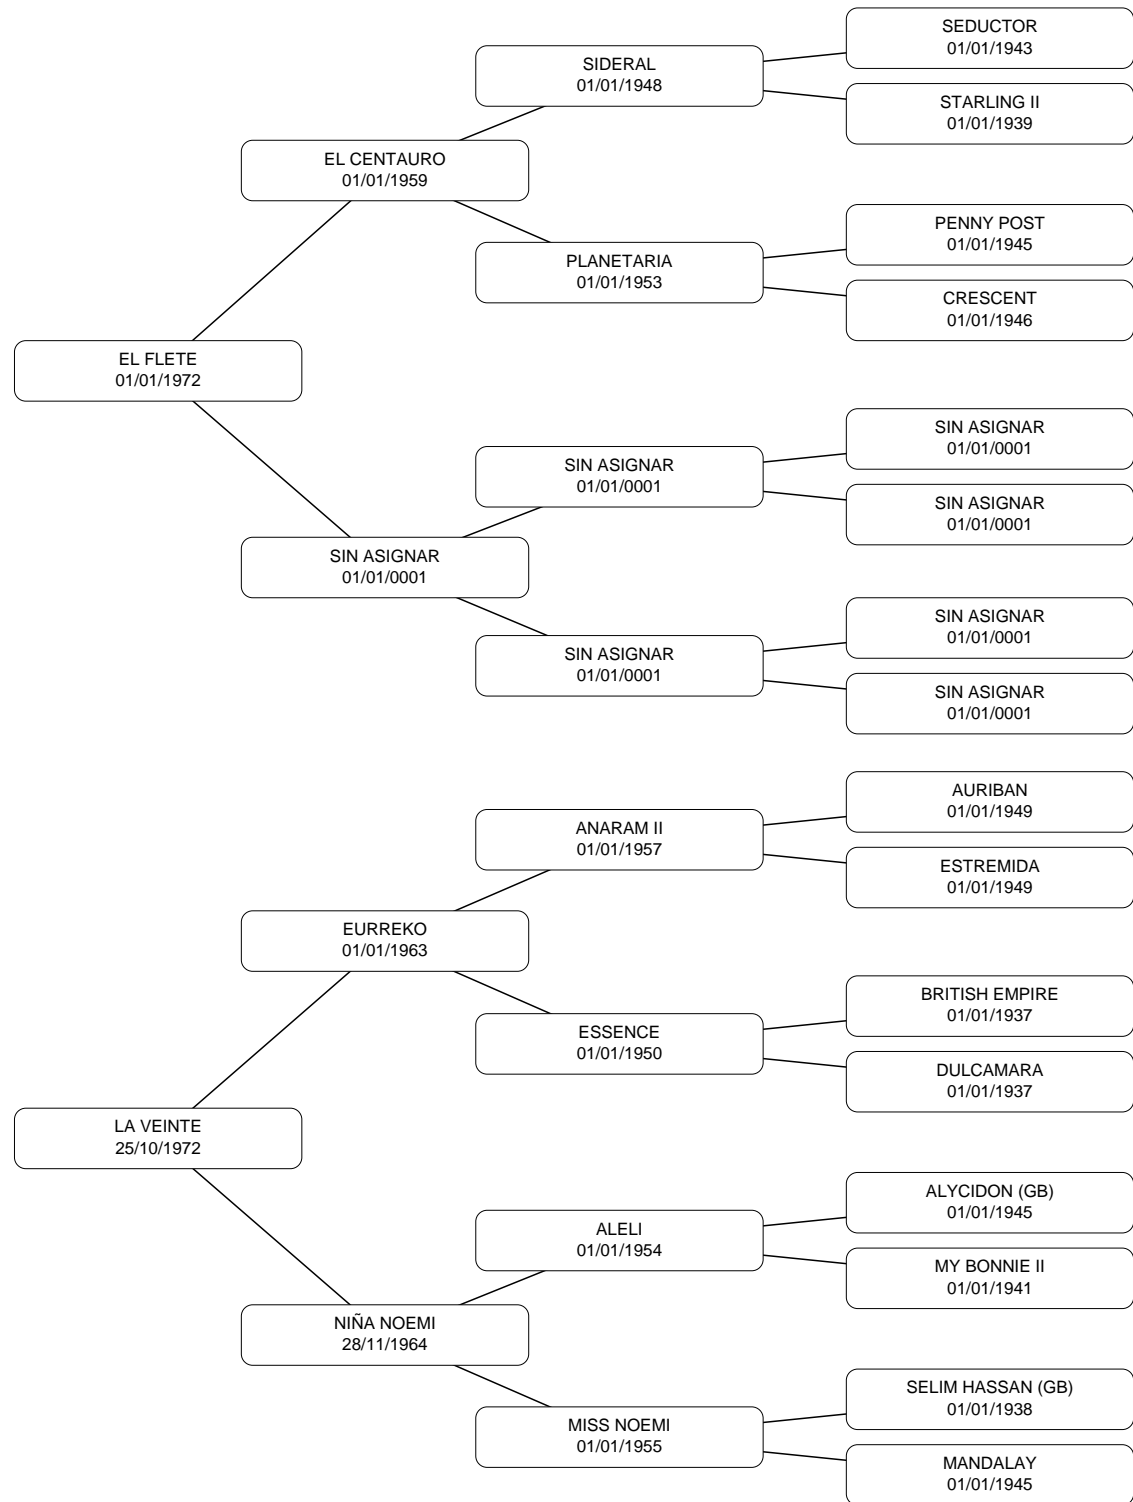 SEDUCTOR
01/01/1943
SIDERAL
01/01/1948
STARLING II
01/01/1939
EL CENTAURO
01/01/1959
PENNY POST
01/01/1945
PLANETARIA
01/01/1953
CRESCENT
01/01/1946
EL FLETE
01/01/1972
SIN ASIGNAR
01/01/0001
SIN ASIGNAR
01/01/0001
SIN ASIGNAR
01/01/0001
SIN ASIGNAR
01/01/0001
SIN ASIGNAR
01/01/0001
SIN ASIGNAR
01/01/0001
SIN ASIGNAR
01/01/0001
AURIBAN
01/01/1949
ANARAM II
01/01/1957
ESTREMIDA
01/01/1949
EURREKO
01/01/1963
BRITISH EMPIRE
01/01/1937
ESSENCE
01/01/1950
DULCAMARA
01/01/1937
LA VEINTE
25/10/1972
ALYCIDON (GB)
01/01/1945
ALELI
01/01/1954
MY BONNIE II
01/01/1941
NIÑA NOEMI
28/11/1964
SELIM HASSAN (GB)
01/01/1938
MISS NOEMI
01/01/1955
MANDALAY
01/01/1945